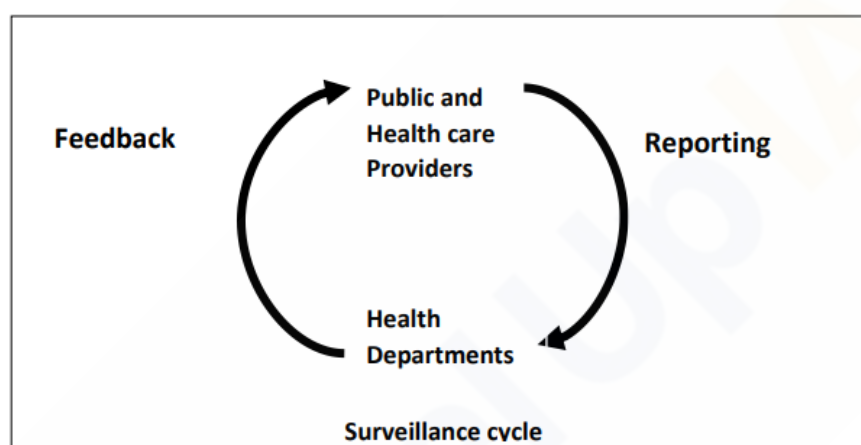 Public and
Health care
Providers
Feedback
Reporting
Health
Departments
Surveillance cycle